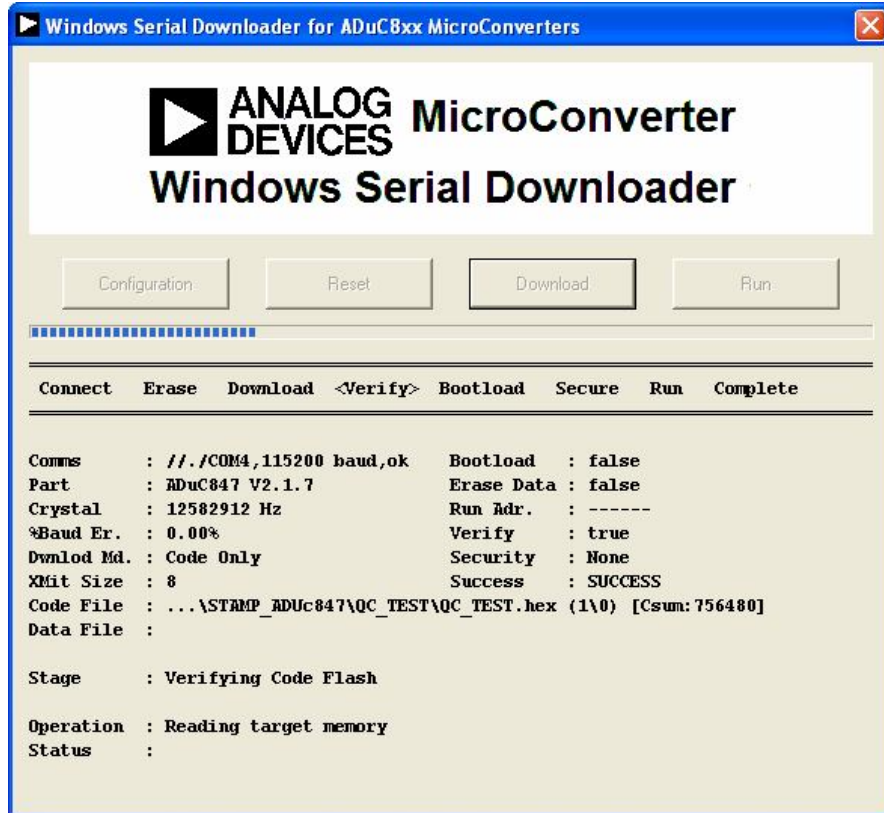 Windows Serial Downloader for ADuC8xx MicroConverters
ANALOG DEVICES MicroConverter
Windows Serial Downloader
Configuration Reset Download Run
Connect Erase Download <Verify> Bootload Secure Run Complete
Comms : //./COM4,115200 baud,ok Bootload : false
Part : ADuC847 V2.1.7 Erase Data : false
Crystal : 12582912 Hz Run Adr. : ------
%Baud Er. : 0.00% Verify : true
Dwnlod Md. : Code Only Security : None
XMit Size : 8 Success : SUCCESS
Code File : ...\STAMP_ADUc847\QC_TEST\QC_TEST.hex (1\0) [Csum:756480]
Data File :
Stage : Verifying Code Flash
Operation : Reading target memory
Status :